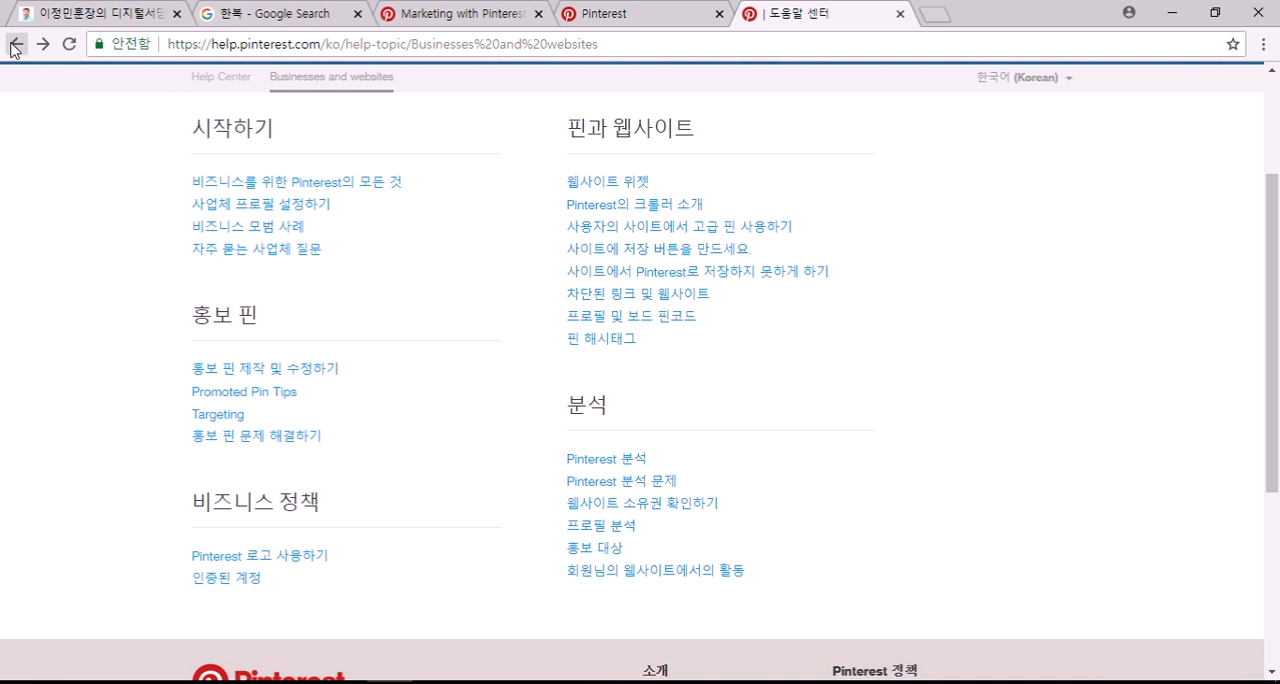 이정민훈장의 디지털서당
한복 - Google Search
Marketing with Pinterest
Pinterest
| 도움말 센터
안전함 | https://help.pinterest.com/ko/help-topic/Businesses%20and%20websites
Help Center Businesses and websites
한국어 (Korean)
시작하기
비즈니스를 위한 Pinterest의 모든 것
사업체 프로필 설정하기
비즈니스 모범 사례
자주 묻는 사업체 질문
홍보 핀
홍보 핀 제작 및 수정하기
Promoted Pin Tips
Targeting
홍보 핀 문제 해결하기
비즈니스 정책
Pinterest 로고 사용하기
인증된 계정
핀과 웹사이트
웹사이트 위젯
Pinterest의 크롤러 소개
사용자의 사이트에서 고급 핀 사용하기
사이트에 저장 버튼을 만드세요.
사이트에서 Pinterest로 저장하지 못하게 하기
차단된 링크 및 웹사이트
프로필 및 보드 핀코드
핀 해시태그
분석
Pinterest 분석
Pinterest 분석 문제
웹사이트 소유권 확인하기
프로필 분석
홍보 대상
회원님의 웹사이트에서의 활동
Pinterest
소개
Pinterest 정책